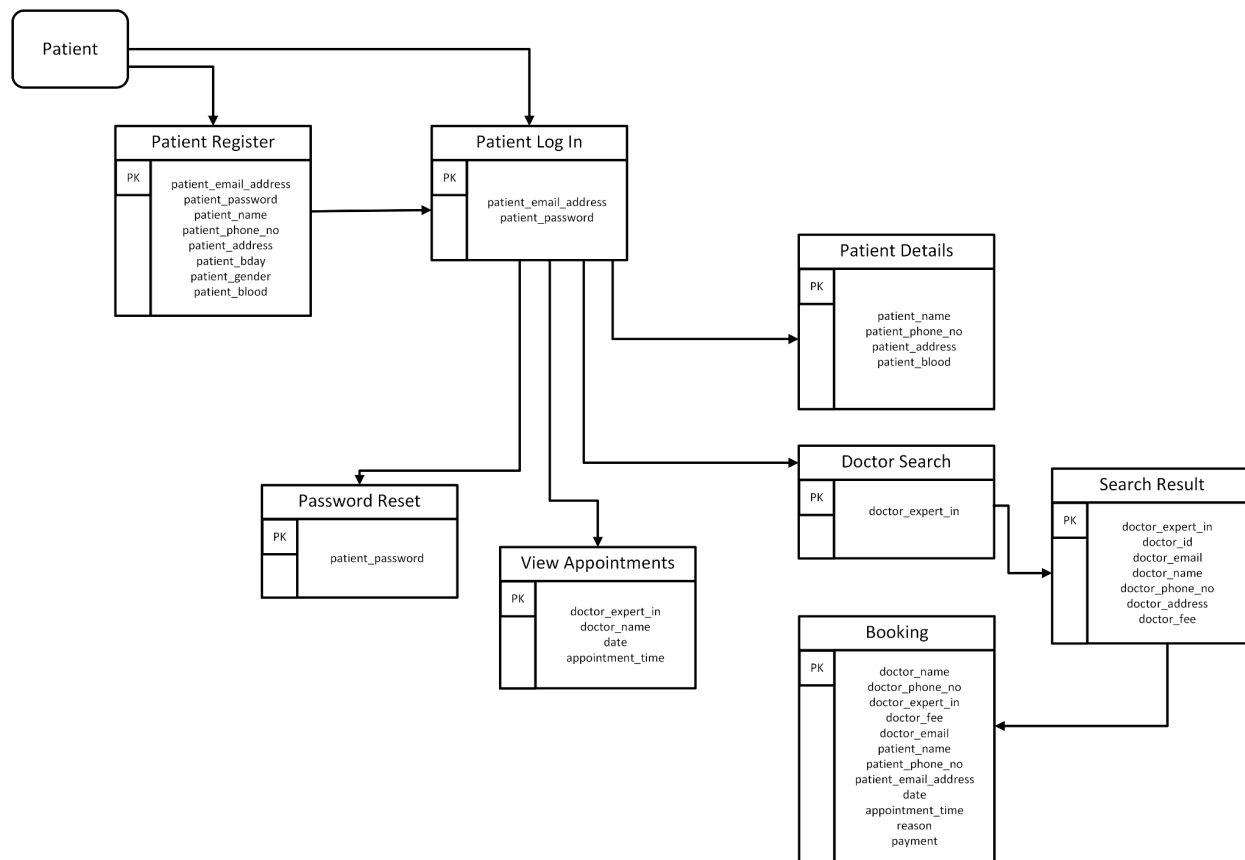 Patient
Patient Register
PK
patient_email_address
patient_password
patient_name
patient_phone_no
patient_address
patient_bday
patient_gender
patient_blood
Patient Log In
PK
patient_email_address
patient_password
Patient Details
PK
patient_name
patient_phone_no
patient_address
patient_blood
Password Reset
PK
patient_password
View Appointments
PK
doctor_expert_in
doctor_name
date
appointment_time
Doctor Search
PK
doctor_expert_in
Search Result
PK
doctor_expert_in
doctor_id
doctor_email
doctor_name
doctor_phone_no
doctor_address
doctor_fee
Booking
PK
doctor_name
doctor_phone_no
doctor_expert_in
doctor_fee
doctor_email
patient_name
patient_phone_no
patient_email_address
date
appointment_time
reason
payment